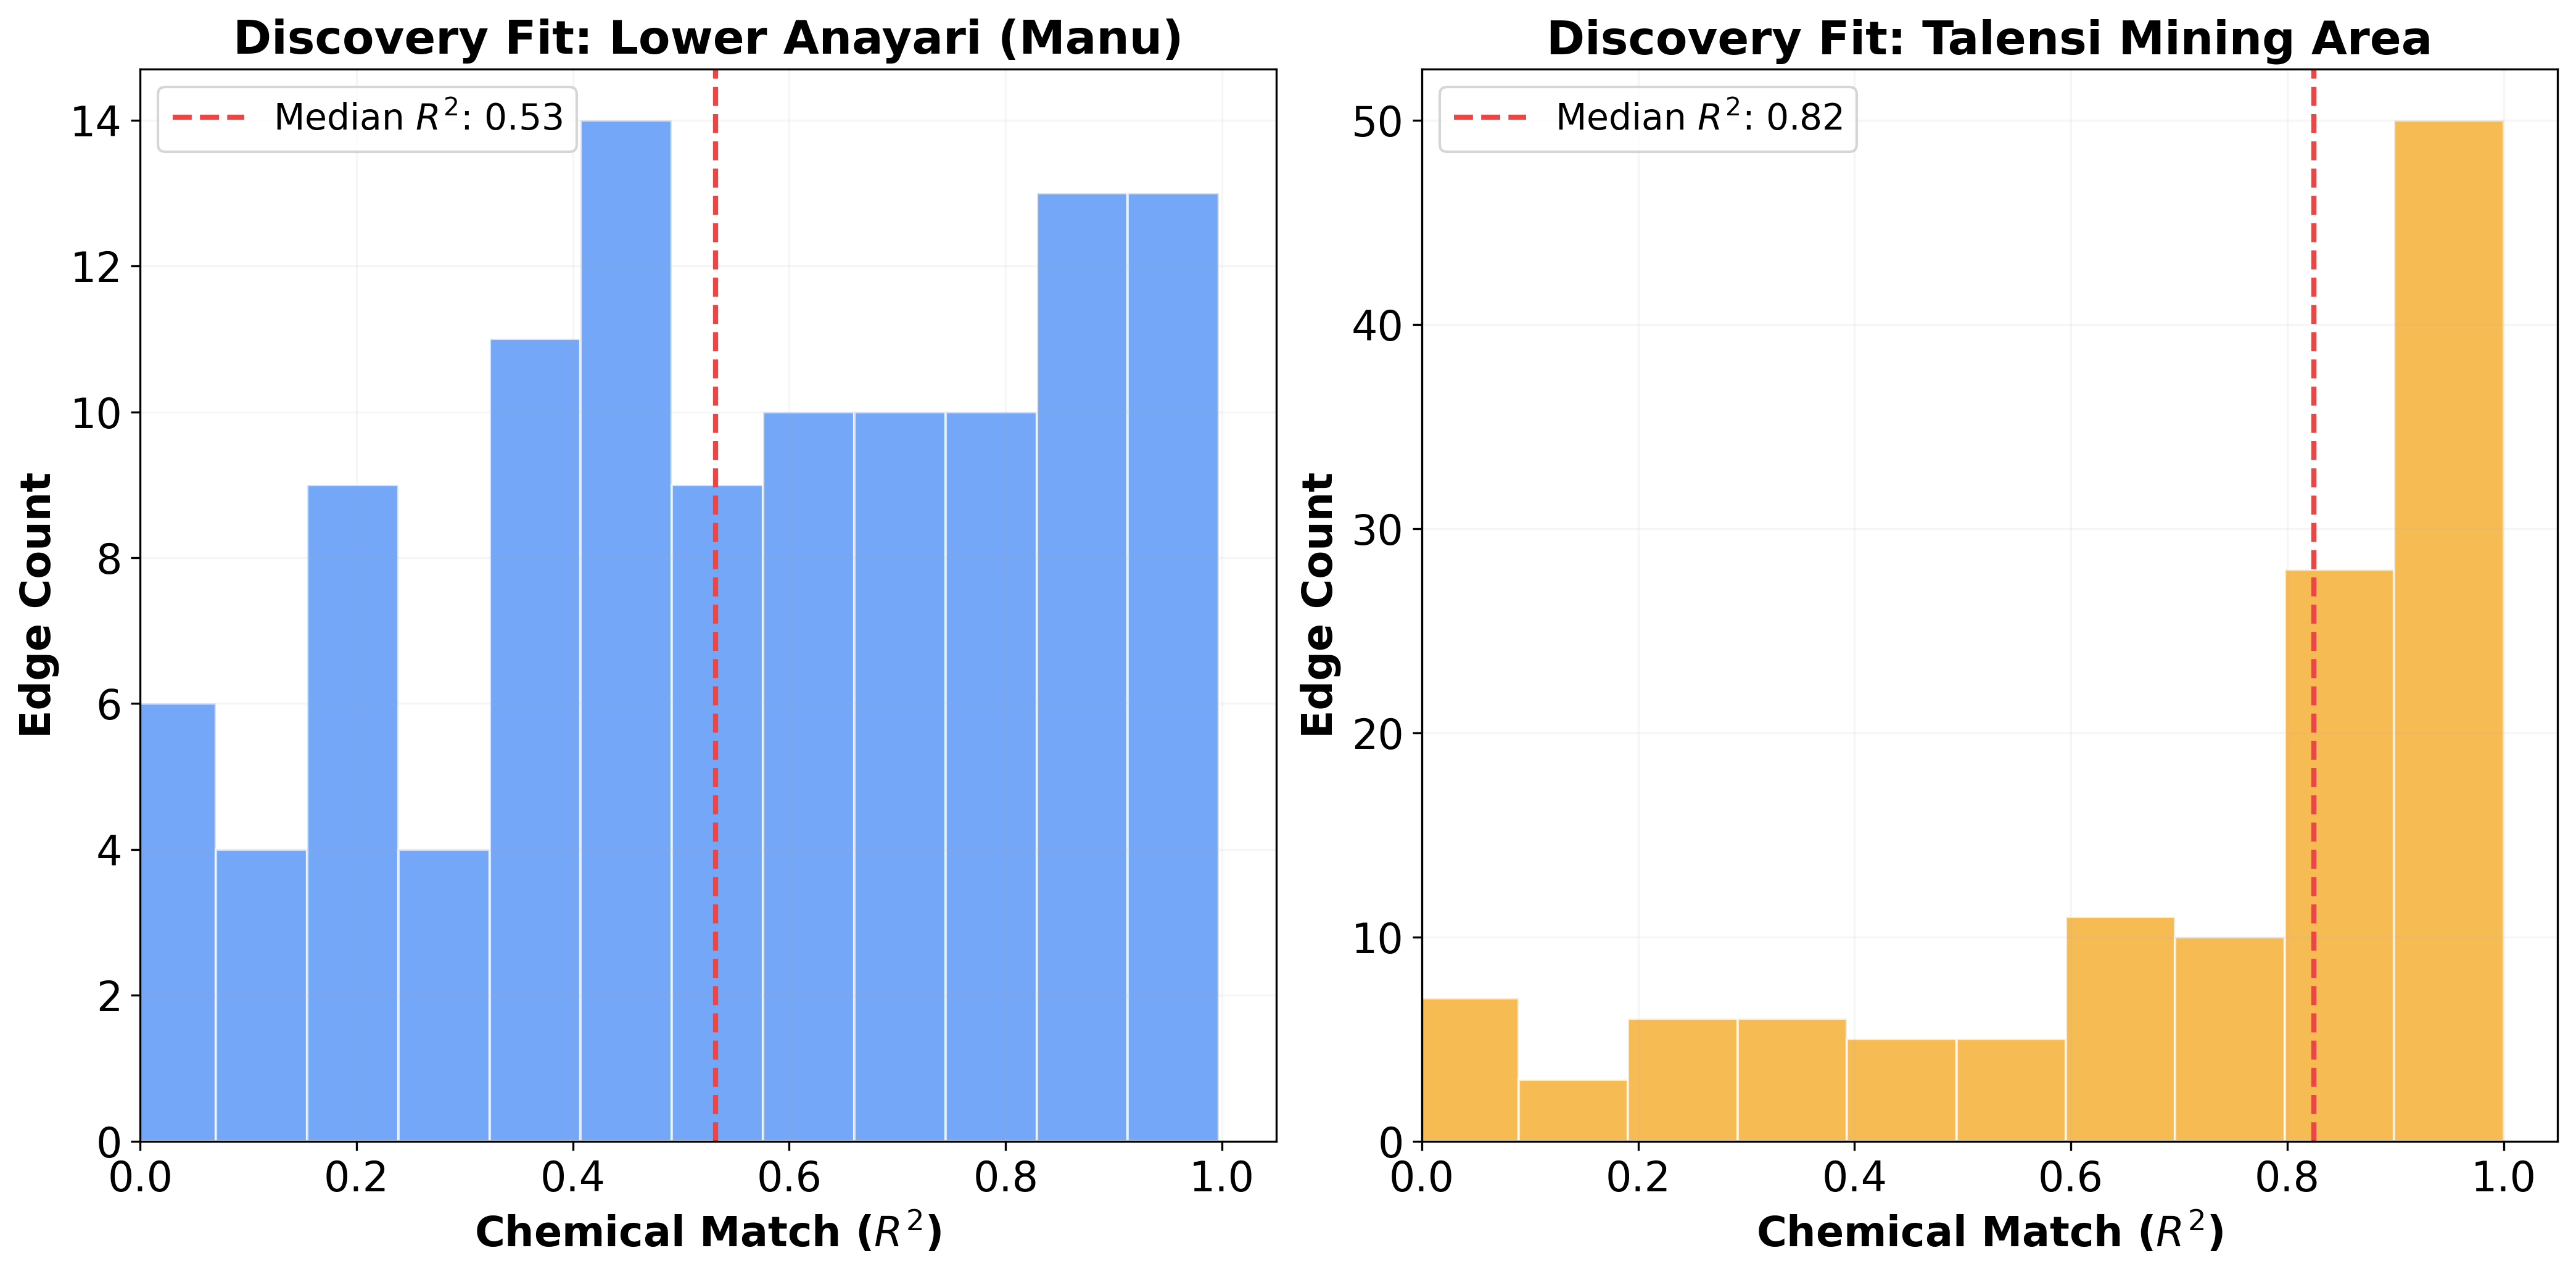 Discovery Fit: Lower Anayari (Manu)
Median R²: 0.53
Edge Count
14
12
10
8
6
4
2
0
0.0 0.2 0.4 0.6 0.8 1.0
Chemical Match (R²)
Discovery Fit: Talensi Mining Area
Median R²: 0.82
Edge Count
50
40
30
20
10
0
0.0 0.2 0.4 0.6 0.8 1.0
Chemical Match (R²)